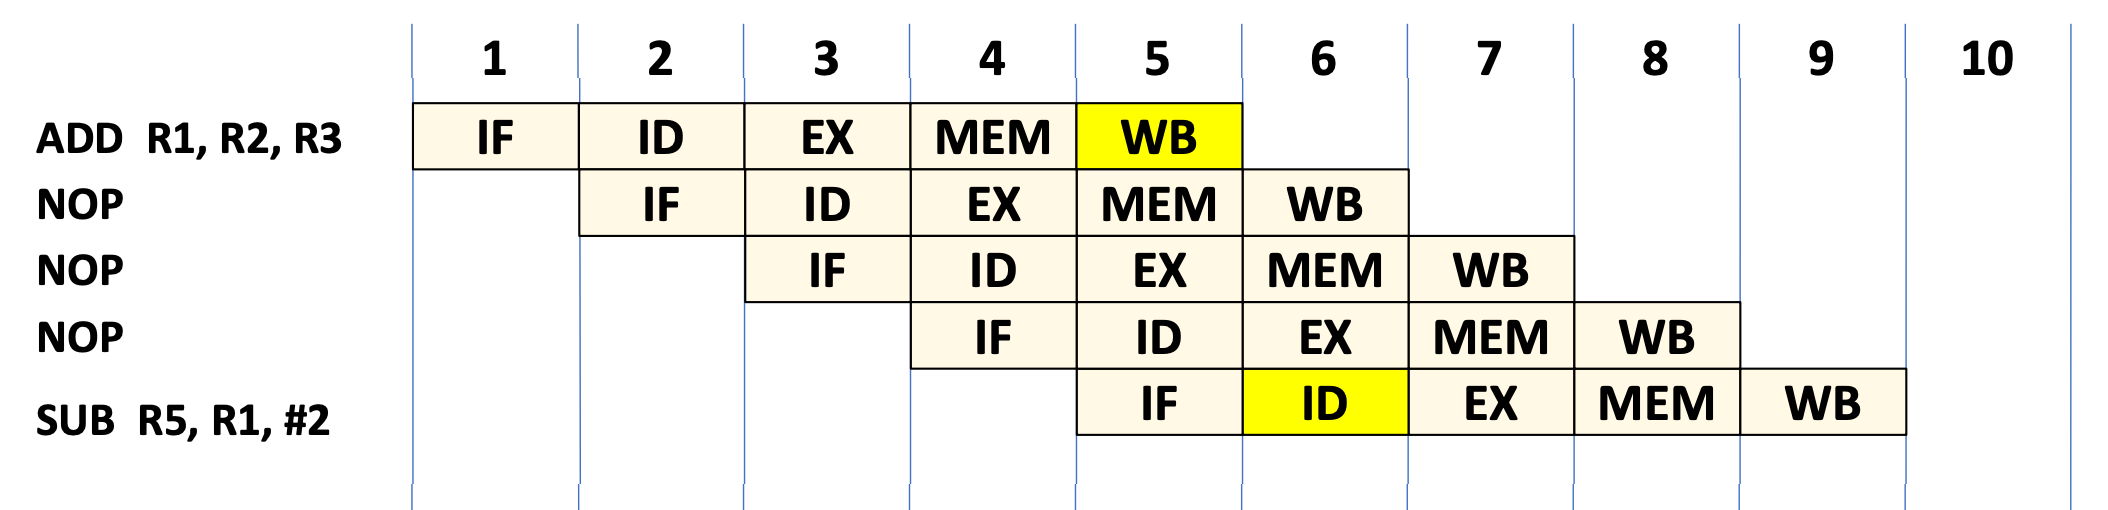 1 2 3 4 5 6 7 8 9 10
ADD R1, R2, R3 IF ID EX MEM WB
NOP IF ID EX MEM WB
NOP IF ID EX MEM WB
NOP IF ID EX MEM WB
SUB R5, R1, #2 IF ID EX MEM WB